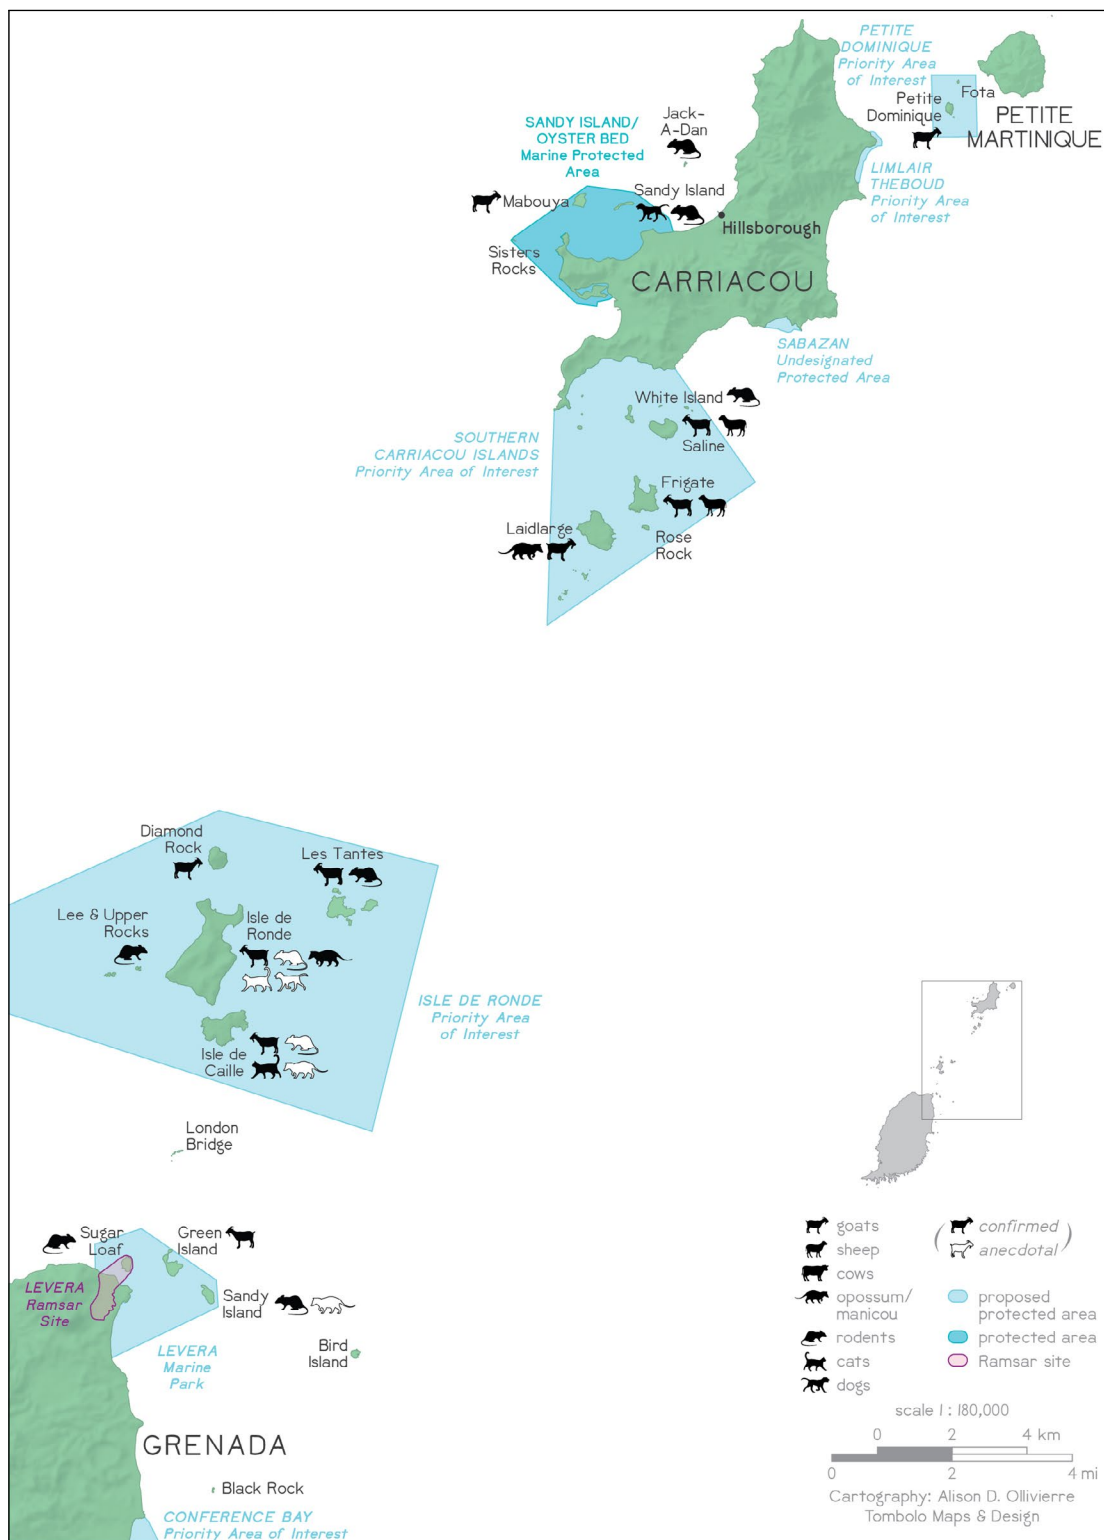 PETITE
DOMINIQUE
Priority Area
of Interest
Fota
Petite
Dominique
PETITE
MARTINIQUE
Jack-
A-Dan
SANDY ISLAND/
OYSTER BED
Marine Protected
Area
LIMLAIR
THEBOUD
Priority Area
of Interest
Mabouya
Sandy Island
Hillsborough
Sisters
Rocks
CARRIACOU
SABAZAN
Undesignated
Protected Area
White Island
Saline
SOUTHERN
CARRIACOU ISLANDS
Priority Area of Interest
Frigate
Laidlarge
Rose
Rock
Diamond
Rock
Les Tantes
Lee & Upper
Rocks
Isle de
Ronde
ISLE DE RONDE
Priority Area
of Interest
Isle de
Caille
London
Bridge
Sugar
Loaf
Green
Island
LEVERA
Ramsar
Site
Sandy
Island
Bird
Island
LEVERA
Marine
Park
GRENADA
Black Rock
CONFERENCE BAY
Priority Area of Interest
goats
sheep
cows
opossum/
manicou
rodents
cats
dogs
( confirmed
anecdotal )
proposed
protected area
protected area
Ramsar site
scale 1 : 180,000
0 2 4 km
0 2 4 mi
Cartography: Alison D. Ollivierre
Tombolo Maps & Design